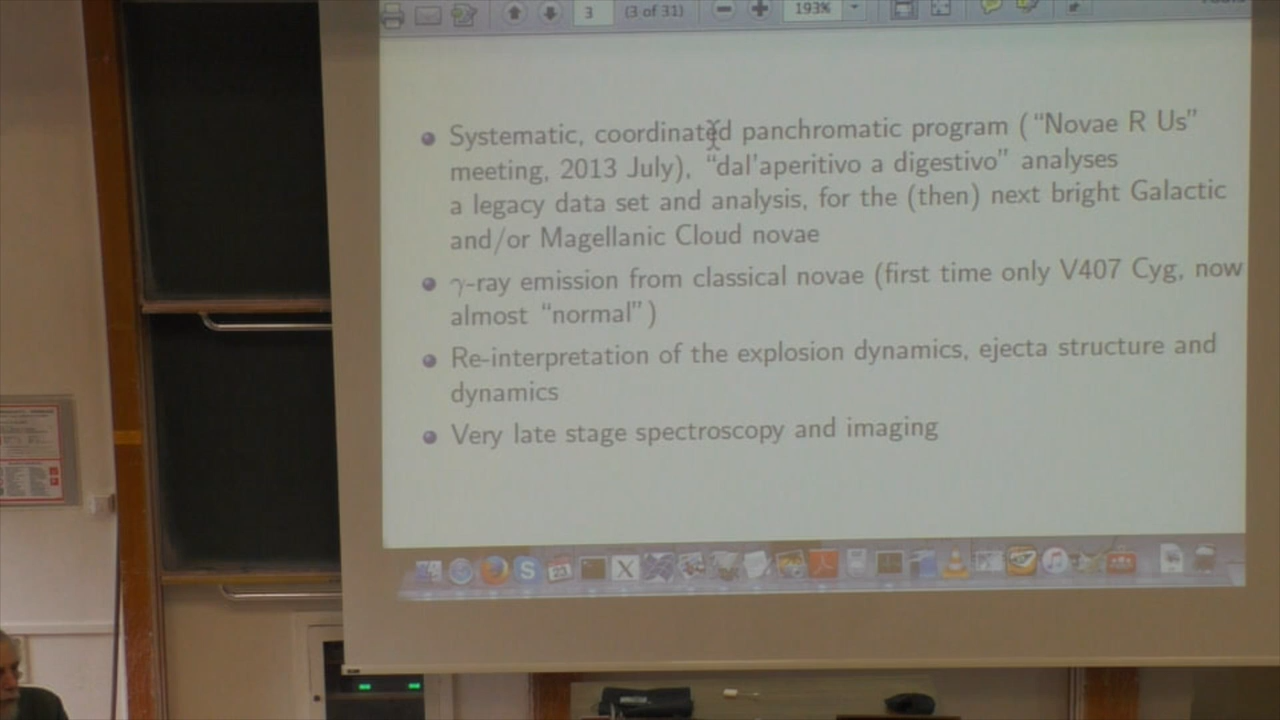 3 (3 of 31) 193%
Systematic, coordinated panchromatic program ("Novae R Us"
meeting, 2013 July), "dal'aperitivo a digestivo" analyses
a legacy data set and analysis, for the (then) next bright Galactic
and/or Magellanic Cloud novae
γ-ray emission from classical novae (first time only V407 Cyg, now
almost "normal")
Re-interpretation of the explosion dynamics, ejecta structure and
dynamics
Very late stage spectroscopy and imaging